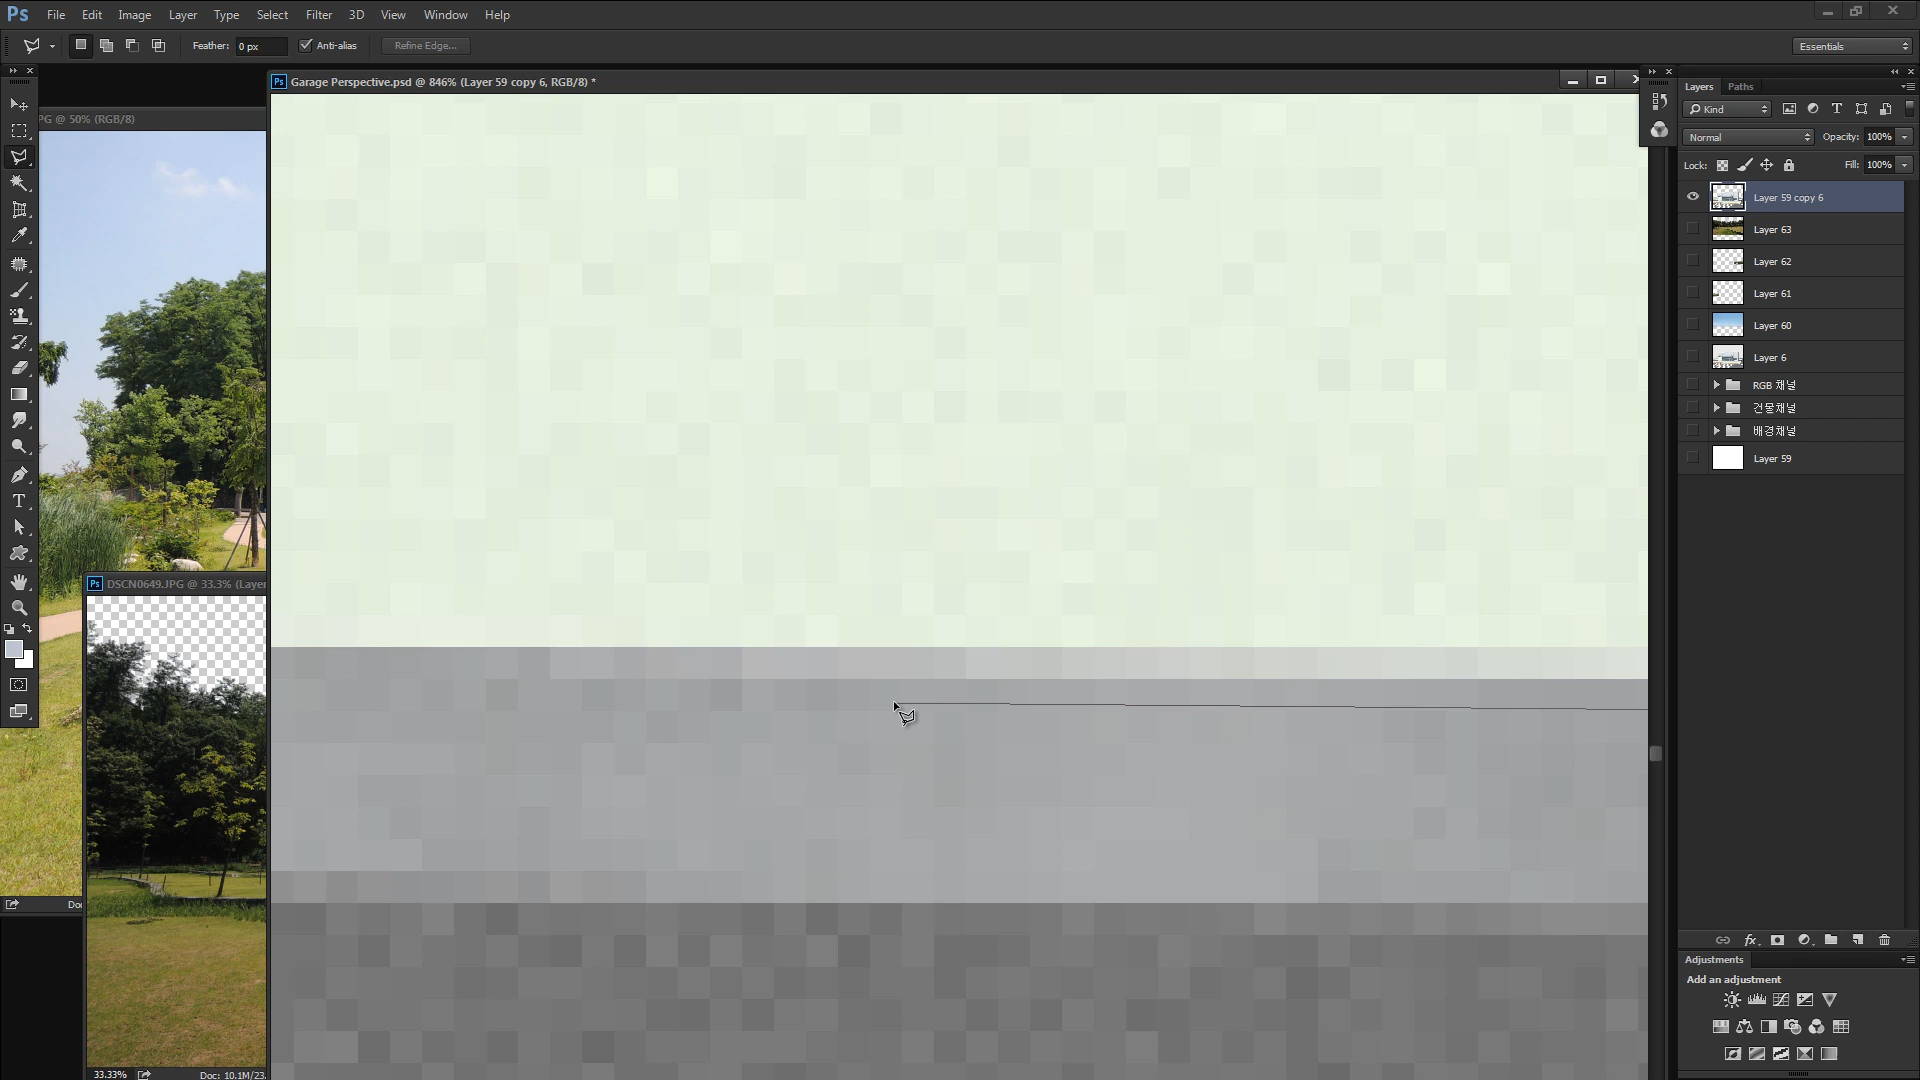 Ps File Edit Image Layer Type Select Filter 3D View Window Help
Feather: 0 px Anti-alias Refine Edge... Essentials
PG @ 50% (RGB/8)
Ps Garage Perspective.psd @ 846% (Layer 59 copy 6, RGB/8) *
Layers Paths
Kind
Normal Opacity: 100%
Lock: Fill: 100%
Layer 59 copy 6
Layer 63
Layer 62
Layer 61
Layer 60
Layer 6
RGB 채널
건물채널
배경채널
Layer 59
T
Ps DSCN0649.JPG @ 33.3% (Layer
Doc
33.33% Doc: 10.1M/23.
fx
Adjustments
Add an adjustment